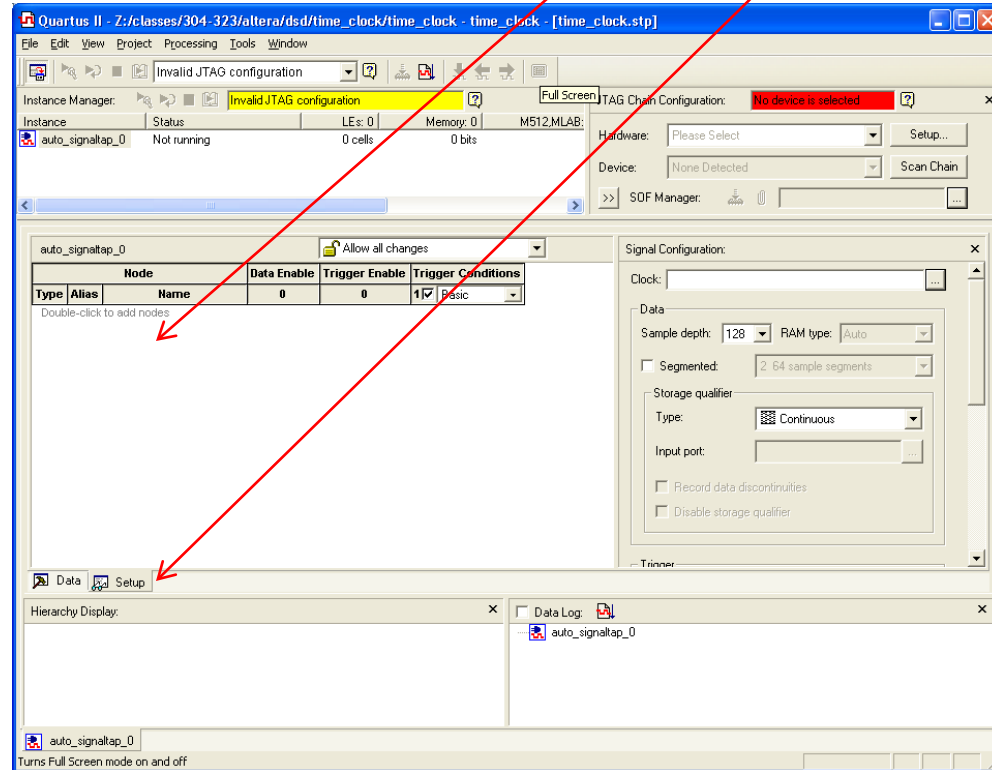 Quartus II - Z:/classes/304-323/altera/dsd/time_clock/time_clock - time_clock - [time_clock.stp]
File Edit View Project Processing Tools Window
Invalid JTAG configuration
Full Screen
Instance Manager: Invalid JTAG configuration
JTAG Chain Configuration: No device is selected
Instance Status LEs: 0 Memory: 0 M512,MLAB:
auto_signaltap_0 Not running 0 cells 0 bits
Hardware: Please Select Setup...
Device: None Detected Scan Chain
>> SOF Manager: ...
auto_signaltap_0 Allow all changes
Node Data Enable Trigger Enable Trigger Conditions
Type Alias Name 0 0 1 Basic
Double-click to add nodes
Signal Configuration:
Clock: ...
Data
Sample depth: 128 RAM type: Auto
Segmented: 2 64 sample segments
Storage qualifier
Type: Continuous
Input port: ...
Record data discontinuities
Disable storage qualifier
Trigger
Data Setup
Hierarchy Display:
Data Log:
auto_signaltap_0
auto_signaltap_0
Turns Full Screen mode on and off